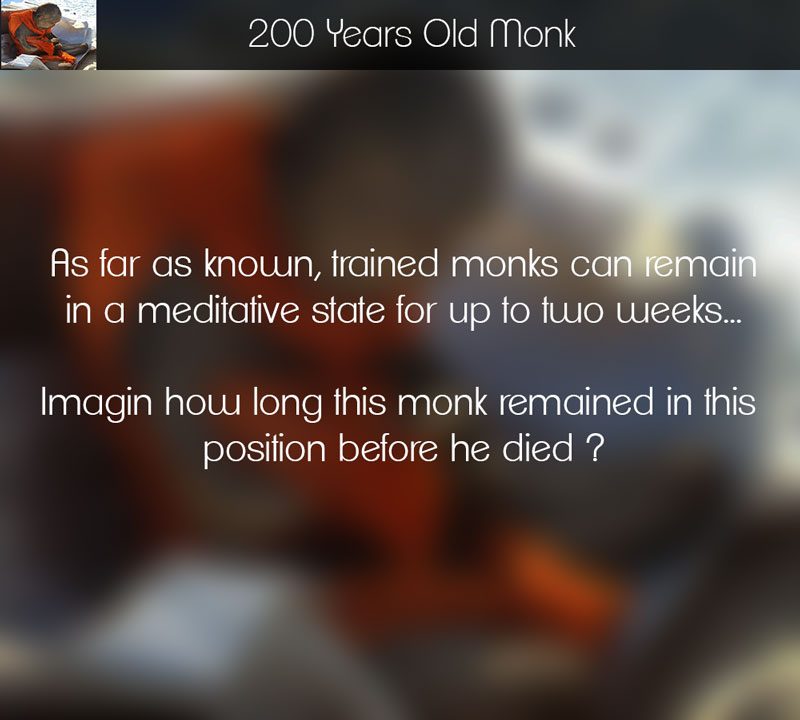 200 Years Old Monk
As far as known, trained monks can remain
in a meditative state for up to two weeks...
Imagin how long this monk remained in this
position before he died ?